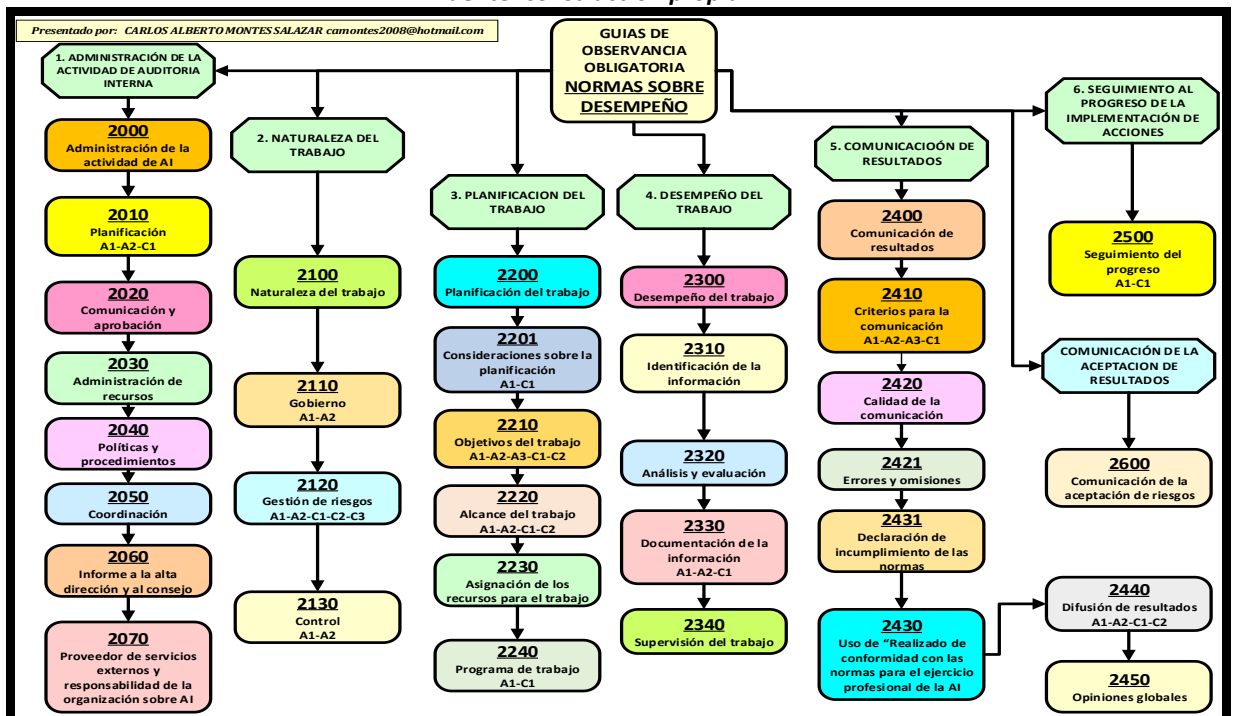 Presentado por: CARLOS ALBERTO MONTES SALAZAR camontes2008@hotmail.com
GUIAS DE
OBSERVANCIA
OBLIGATORIA
NORMAS SOBRE
DESEMPEÑO
1. ADMINISTRACIÓN DE LA
ACTIVIDAD DE AUDITORIA
INTERNA
2000
Administración de la
actividad de AI
2010
Planificación
A1-A2-C1
2020
Comunicación y
aprobación
2030
Administración de
recursos
2040
Políticas y
procedimientos
2050
Coordinación
2060
Informe a la alta
dirección y al consejo
2070
Proveedor de servicios
externos y
responsabilidad de la
organización sobre AI
2. NATURALEZA DEL
TRABAJO
2100
Naturaleza del trabajo
2110
Gobierno
A1-A2
2120
Gestión de riesgos
A1-A2-C1-C2-C3
2130
Control
A1-A2
3. PLANIFICACION DEL
TRABAJO
2200
Planificación del trabajo
2201
Consideraciones sobre la
planificación
A1-C1
2210
Objetivos del trabajo
A1-A2-A3-C1-C2
2220
Alcance del trabajo
A1-A2-C1-C2
2230
Asignación de los
recursos para el trabajo
2240
Programa de trabajo
A1-C1
4. DESEMPEÑO DEL
TRABAJO
2300
Desempeño del trabajo
2310
Identificación de la
información
2320
Análisis y evaluación
2330
Documentación de la
información
A1-A2-C1
2340
Supervisión del trabajo
5. COMUNICACIOÓN DE
RESULTADOS
2400
Comunicación de
resultados
2410
Criterios para la
comunicación
A1-A2-A3-C1
2420
Calidad de la
comunicación
2421
Errores y omisiones
2431
Declaración de
incumplimiento de las
normas
2430
Uso de “Realizado de
conformidad con las
normas para el ejercicio
profesional de la AI
6. SEGUIMIENTO AL
PROGRESO DE LA
IMPLEMENTACIÓN DE
ACCIONES
2500
Seguimiento del
progreso
A1-C1
COMUNICACIÓN DE LA
ACEPTACION DE
RESULTADOS
2600
Comunicación de la
aceptación de riesgos
2440
Difusión de resultados
A1-A2-C1-C2
2450
Opiniones globales